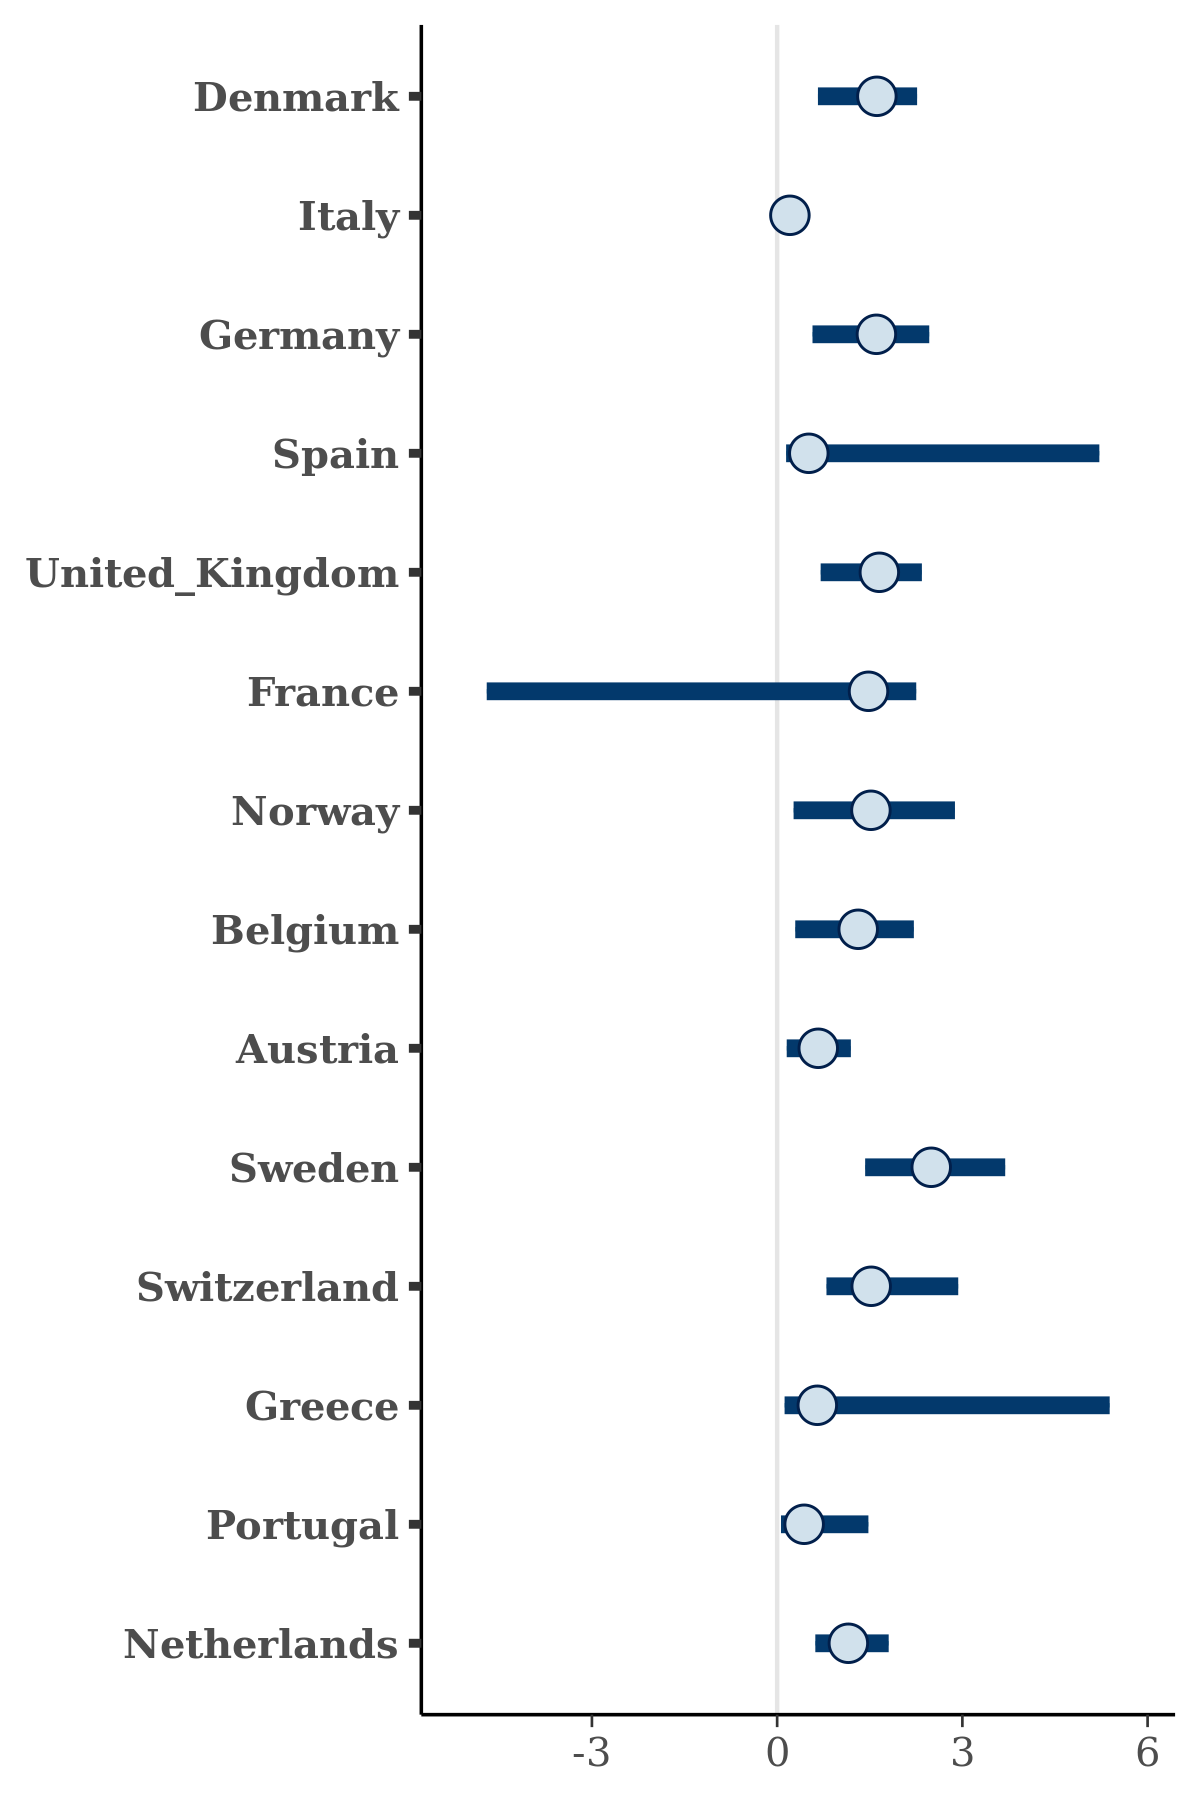 Denmark
Italy
Germany
Spain
United_Kingdom
France
Norway
Belgium
Austria
Sweden
Switzerland
Greece
Portugal
Netherlands
-3 0 3 6